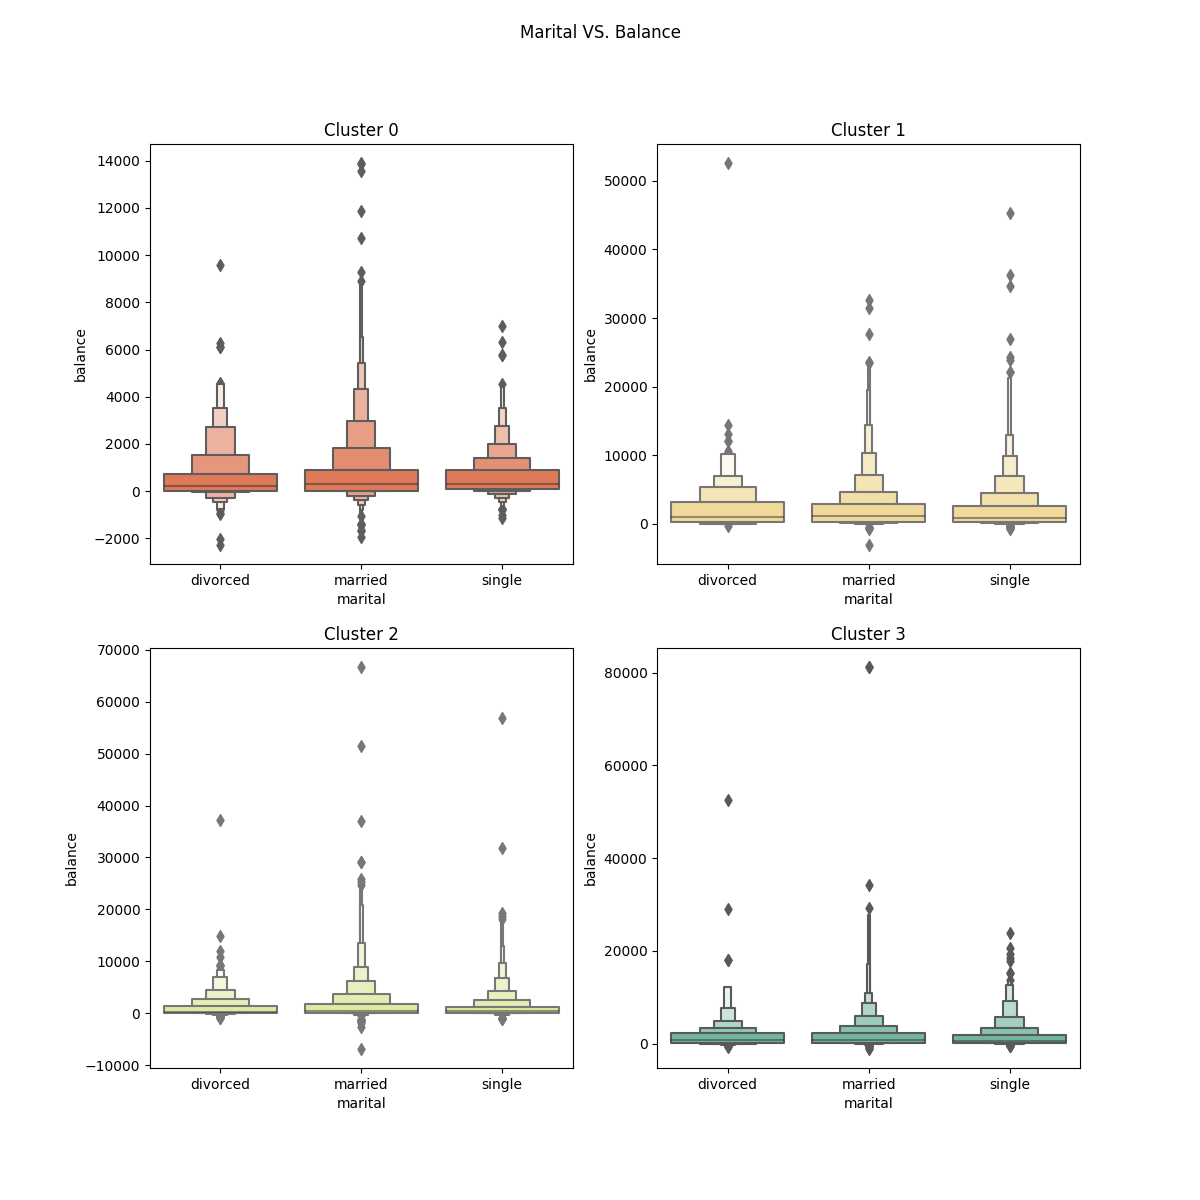 Marital VS. Balance
Cluster 0
14000
12000
10000
8000
6000
4000
2000
0
−2000
balance
divorced married single
marital
Cluster 1
50000
40000
30000
20000
10000
0
balance
divorced married single
marital
Cluster 2
70000
60000
50000
40000
30000
20000
10000
0
−10000
balance
divorced married single
marital
Cluster 3
80000
60000
40000
20000
0
balance
divorced married single
marital